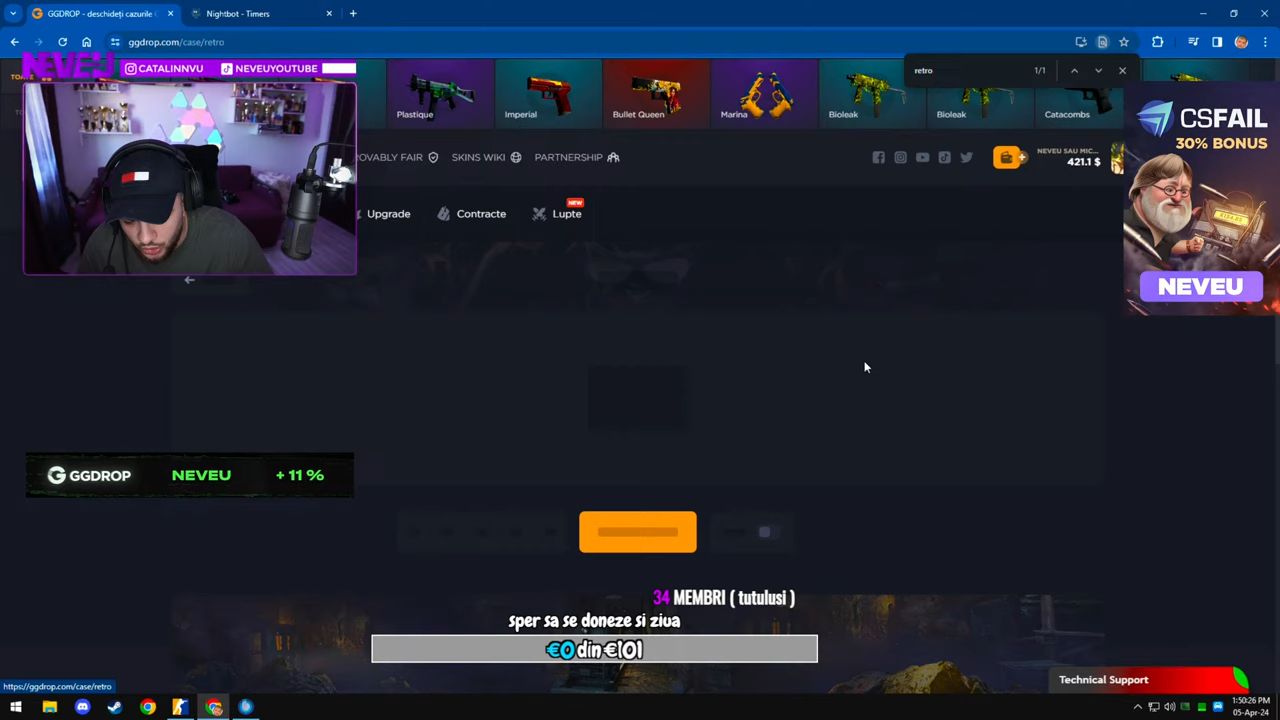 GGDROP - deschideți cazurile
Nightbot - Timers
ggdrop.com/case/retro
NEVEU
CATALINNVU
NEVEUYOUTUBE
retro
1/1
Plastique
Imperial
Bullet Queen
Marina
Bioleak
Bioleak
Catacombs
CSFAIL
30% BONUS
NEVEU
ROVABLY FAIR
SKINS WIKI
PARTNERSHIP
NEVEU SAU MIC...
421.1 $
Upgrade
Contracte
NEW
Lupte
GGDROP
NEVEU
+ 11 %
34 MEMBRI ( tutulusi )
sper sa se doneze si ziua
€0 din €101
Technical Support
https://ggdrop.com/case/retro
1:50:26 PM
05-Apr-24